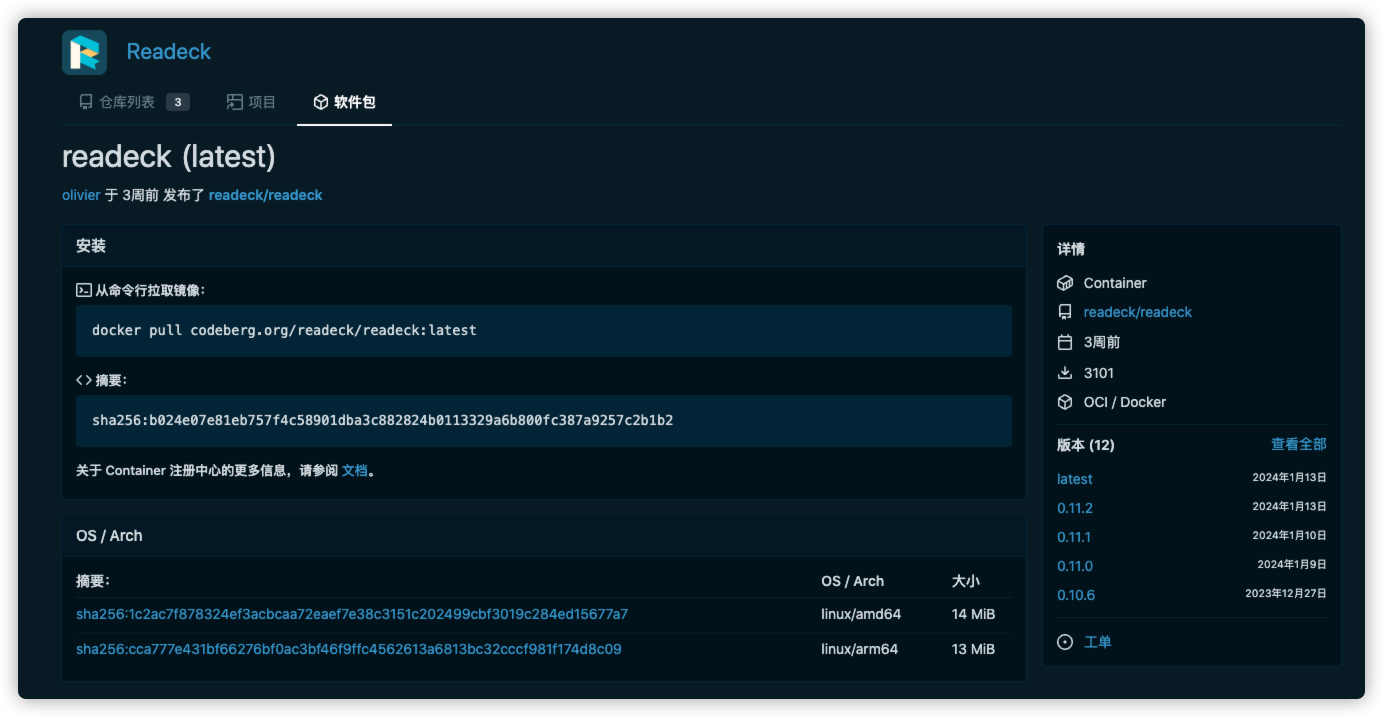 Readeck
仓库列表 3 项目 软件包
readeck (latest)
olivier 于 3周前 发布了 readeck/readeck
安装
从命令行拉取镜像：
docker pull codeberg.org/readeck/readeck:latest
摘要：
sha256:b024e07e81eb757f4c58901dba3c882824b0113329a6b800fc387a9257c2b1b2
关于 Container 注册中心的更多信息，请参阅 文档。
OS / Arch
摘要： OS / Arch 大小
sha256:1c2ac7f878324ef3acbcaa72eaef7e38c3151c202499cbf3019c284ed15677a7 linux/amd64 14 MiB
sha256:cca777e431bf66276bf0ac3bf46f9ffc4562613a6813bc32cccf981f174d8c09 linux/arm64 13 MiB
详情
Container
readeck/readeck
3周前
3101
OCI / Docker
版本 (12) 查看全部
latest 2024年1月13日
0.11.2 2024年1月13日
0.11.1 2024年1月10日
0.11.0 2024年1月9日
0.10.6 2023年12月27日
工单